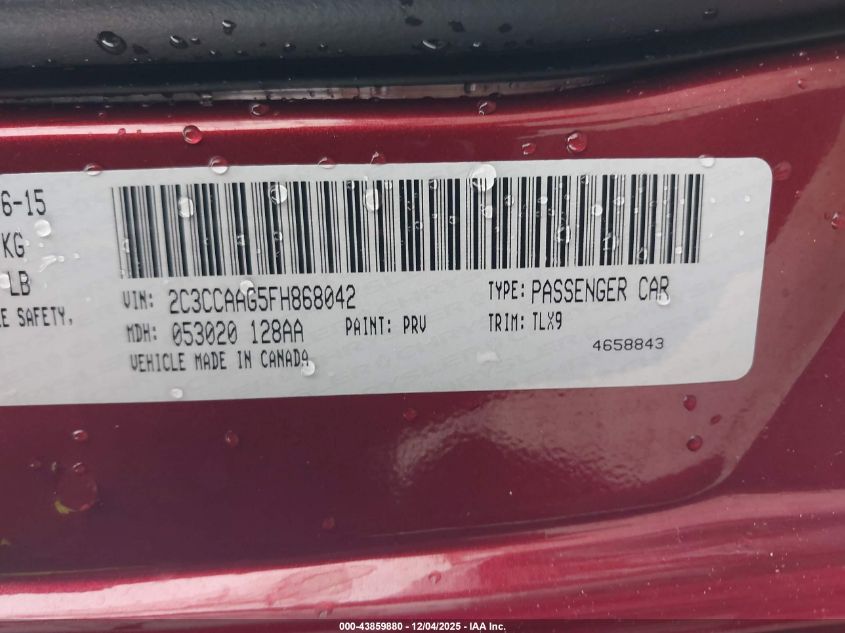 6-15
KG
LB
E SAFETY,
VIN: 2C3CCAAG5FH868042
TYPE: PASSENGER CAR
MDH: 053020 128AA
PAINT: PRV
TRIM: TLX9
VEHICLE MADE IN CANADA
4658843
000-43859880 - 12/04/2025 - IAA Inc.